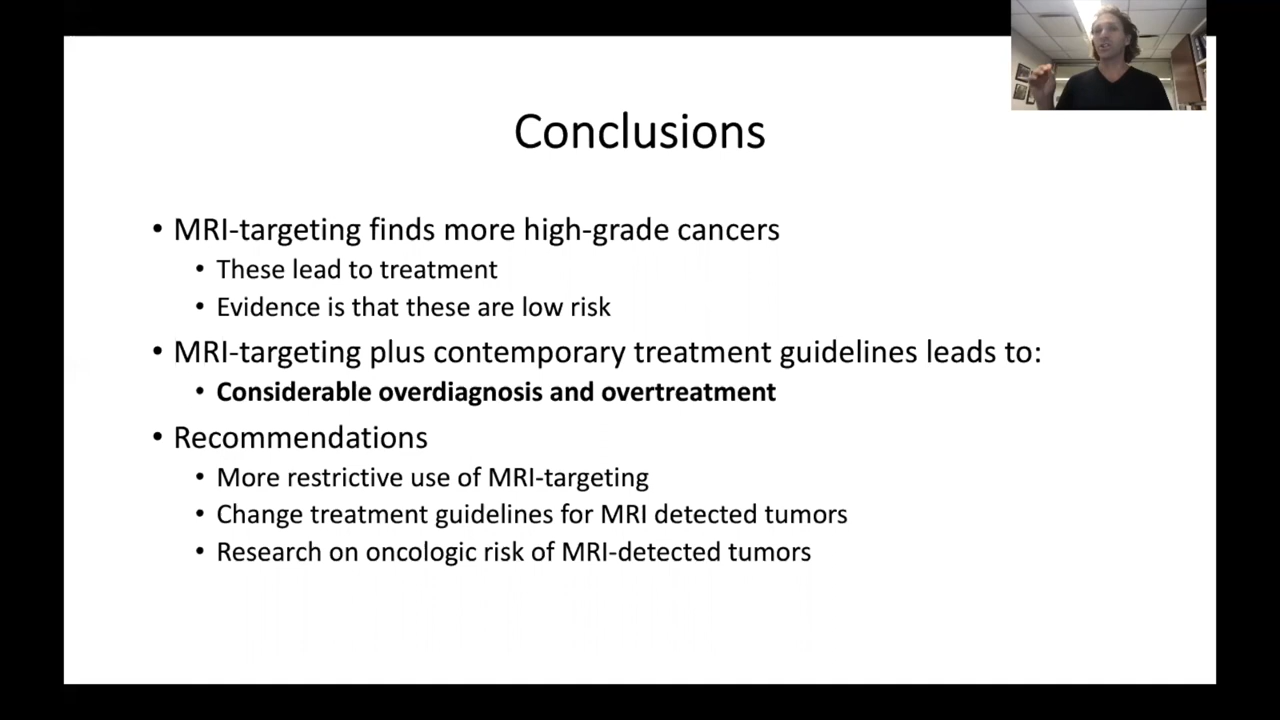 Conclusions
• MRI-targeting finds more high-grade cancers
• These lead to treatment
• Evidence is that these are low risk
• MRI-targeting plus contemporary treatment guidelines leads to:
• Considerable overdiagnosis and overtreatment
• Recommendations
• More restrictive use of MRI-targeting
• Change treatment guidelines for MRI detected tumors
• Research on oncologic risk of MRI-detected tumors